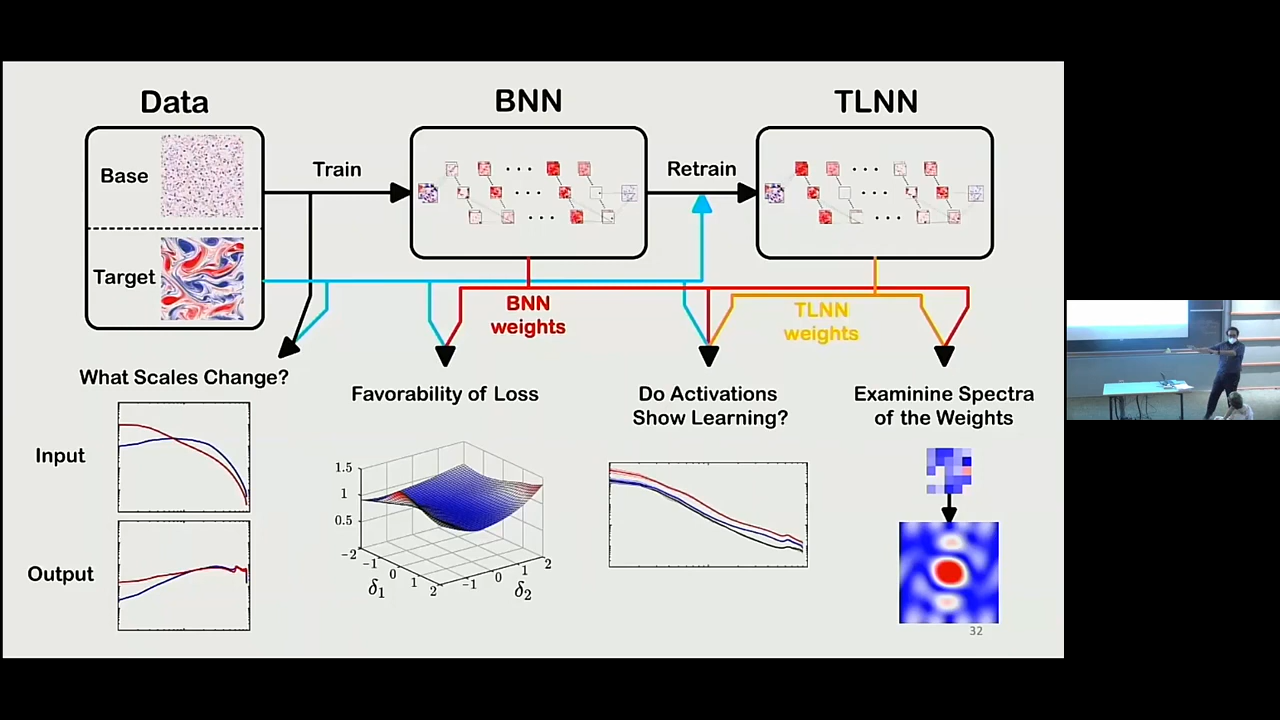 Data
BNN
TLNN
Base
Train
Retrain
Target
BNN
weights
TLNN
weights
What Scales Change?
Favorability of Loss
Do Activations
Show Learning?
Examinine Spectra
of the Weights
Input
Output
1.5
1
0.5
−2
−1
0
1
2
δ1
−1
0
1
2
δ2
32